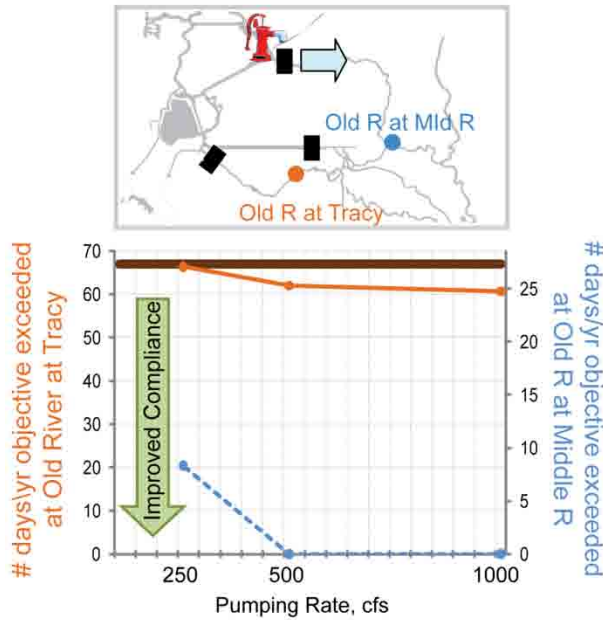 Old R at MId R
Old R at Tracy
# days\yr objective exceeded
at Old River at Tracy
70
60
50
40
30
20
10
0
Improved Compliance
25
20
15
10
5
0
# days/yr objective exceeded
at Old R at Middle R
250
500
1000
Pumping Rate, cfs